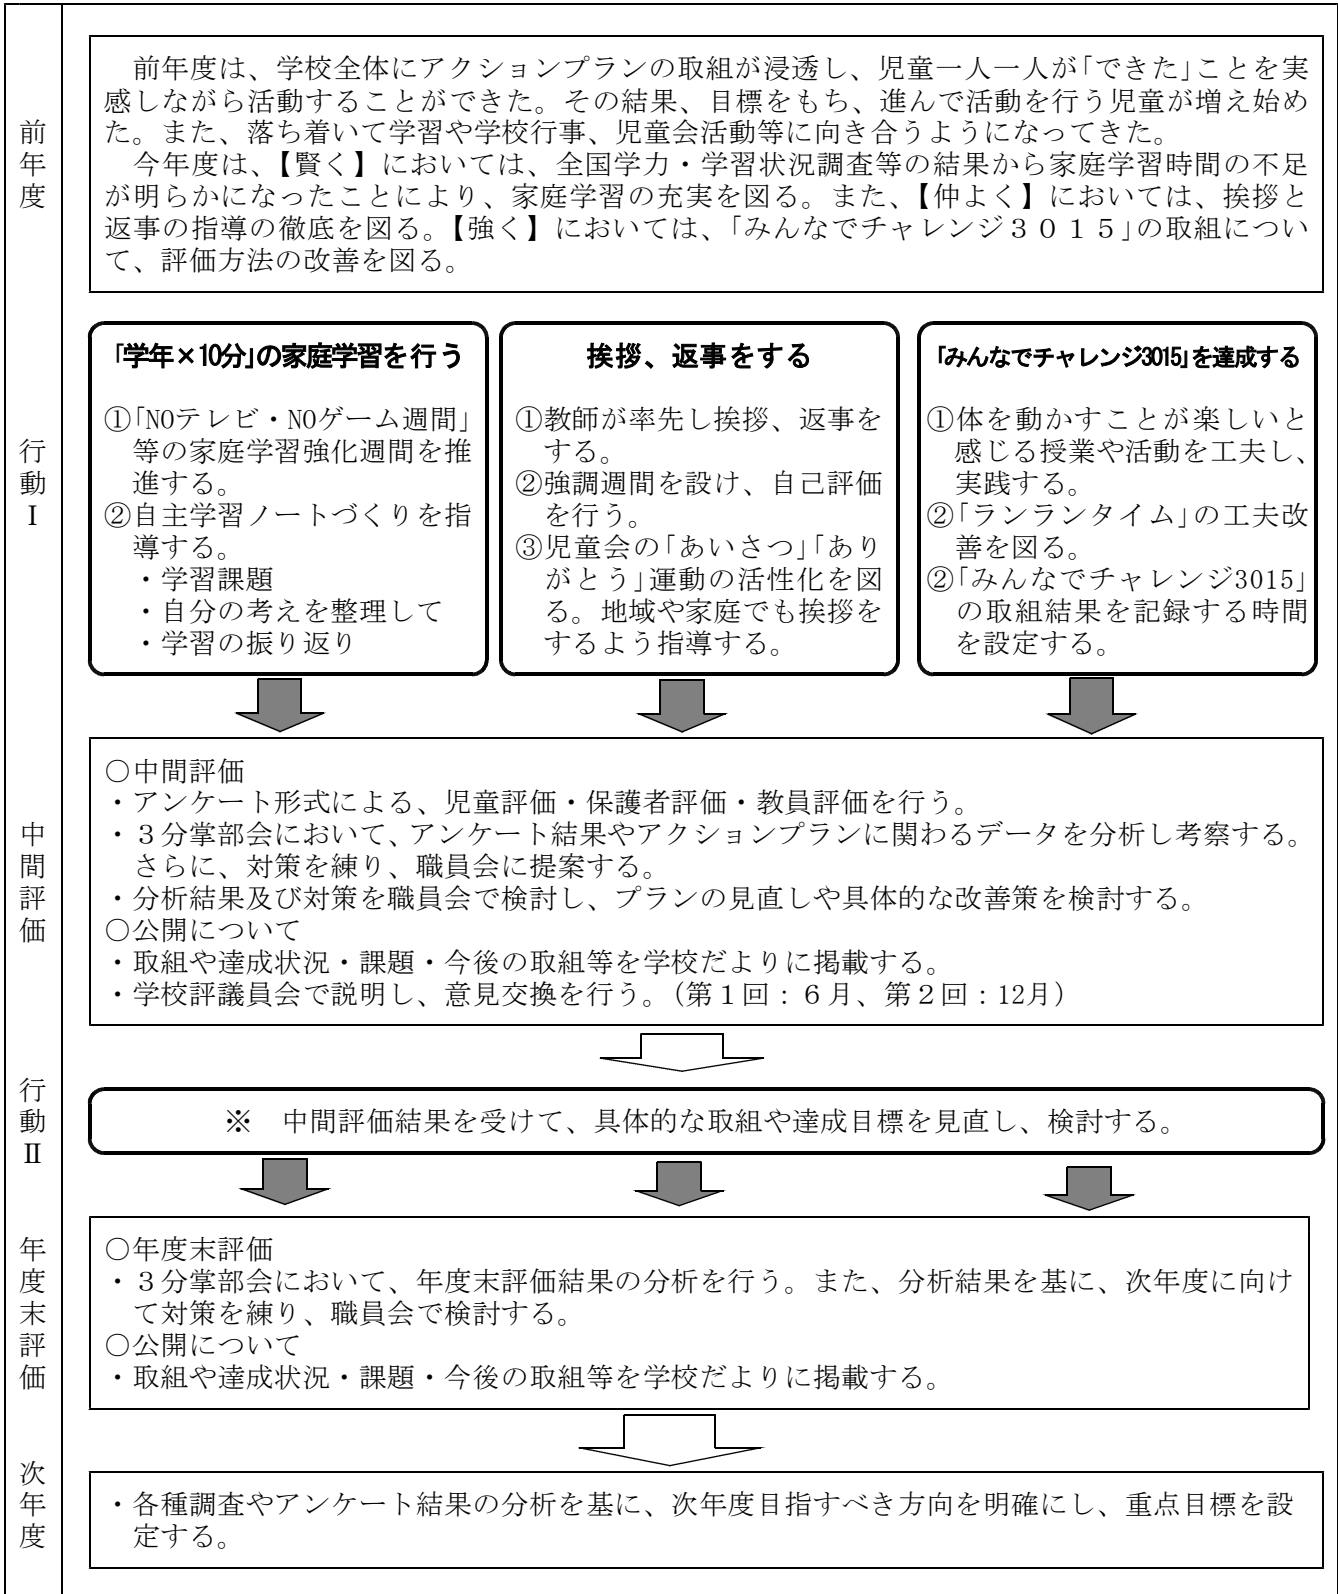 前年度
前年度は、学校全体にアクションプランの取組が浸透し、児童一人一人が「できた」ことを実
感しながら活動することができた。その結果、目標をもち、進んで活動を行う児童が増え始め
た。また、落ち着いて学習や学校行事、児童会活動等に向き合うようになってきた。
今年度は、【賢く】においては、全国学力・学習状況調査等の結果から家庭学習時間の不足
が明らかになったことにより、家庭学習の充実を図る。また、【仲よく】においては、挨拶と
返事の指導の徹底を図る。【強く】においては、「みんなでチャレンジ３０１５」の取組につい
て、評価方法の改善を図る。
行動Ⅰ
「学年×10分」の家庭学習を行う
①「NOテレビ・NOゲーム週間」
等の家庭学習強化週間を推
進する。
②自主学習ノートづくりを指
導する。
・学習課題
・自分の考えを整理して
・学習の振り返り
挨拶、返事をする
①教師が率先し挨拶、返事を
する。
②強調週間を設け、自己評価
を行う。
③児童会の「あいさつ」「あり
がとう」運動の活性化を図
る。地域や家庭でも挨拶を
するよう指導する。
「みんなでチャレンジ3015」を達成する
①体を動かすことが楽しいと
感じる授業や活動を工夫し、
実践する。
②「ランランタイム」の工夫改
善を図る。
②「みんなでチャレンジ3015」
の取組結果を記録する時間
を設定する。
中間評価
○中間評価
・アンケート形式による、児童評価・保護者評価・教員評価を行う。
・３分掌部会において、アンケート結果やアクションプランに関わるデータを分析し考察する。
さらに、対策を練り、職員会に提案する。
・分析結果及び対策を職員会で検討し、プランの見直しや具体的な改善策を検討する。
○公開について
・取組や達成状況・課題・今後の取組等を学校だよりに掲載する。
・学校評議員会で説明し、意見交換を行う。（第１回：６月、第２回：12月）
行動Ⅱ
※　中間評価結果を受けて、具体的な取組や達成目標を見直し、検討する。
年度末評価
○年度末評価
・３分掌部会において、年度末評価結果の分析を行う。また、分析結果を基に、次年度に向け
て対策を練り、職員会で検討する。
○公開について
・取組や達成状況・課題・今後の取組等を学校だよりに掲載する。
次年度
・各種調査やアンケート結果の分析を基に、次年度目指すべき方向を明確にし、重点目標を設
定する。